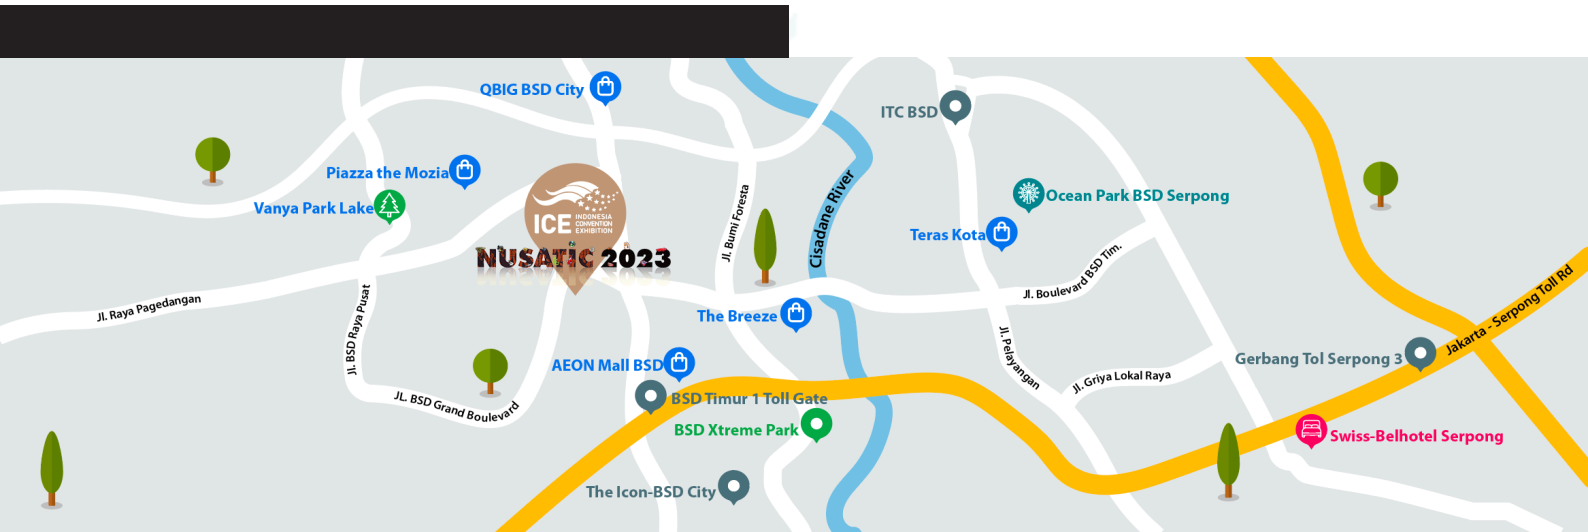 QBIG BSD City
ITC BSD
Piazza the Mozia
Vanya Park Lake
ICE
INDONESIA
CONVENTION
EXHIBITION
NUSATIC 2023
Jl. Bumi Foresta
Cisadane River
Ocean Park BSD Serpong
Teras Kota
Jl. Boulevard BSD Tim.
Jl. Raya Pagedangan
Jl. BSD Raya Pusat
The Breeze
Jl. Pelayangan
Jakarta - Serpong Toll Rd
Gerbang Tol Serpong 3
AEON Mall BSD
Jl. Griya Lokal Raya
JL. BSD Grand Boulevard
BSD Timur 1 Toll Gate
BSD Xtreme Park
Swiss-Belhotel Serpong
The Icon-BSD City